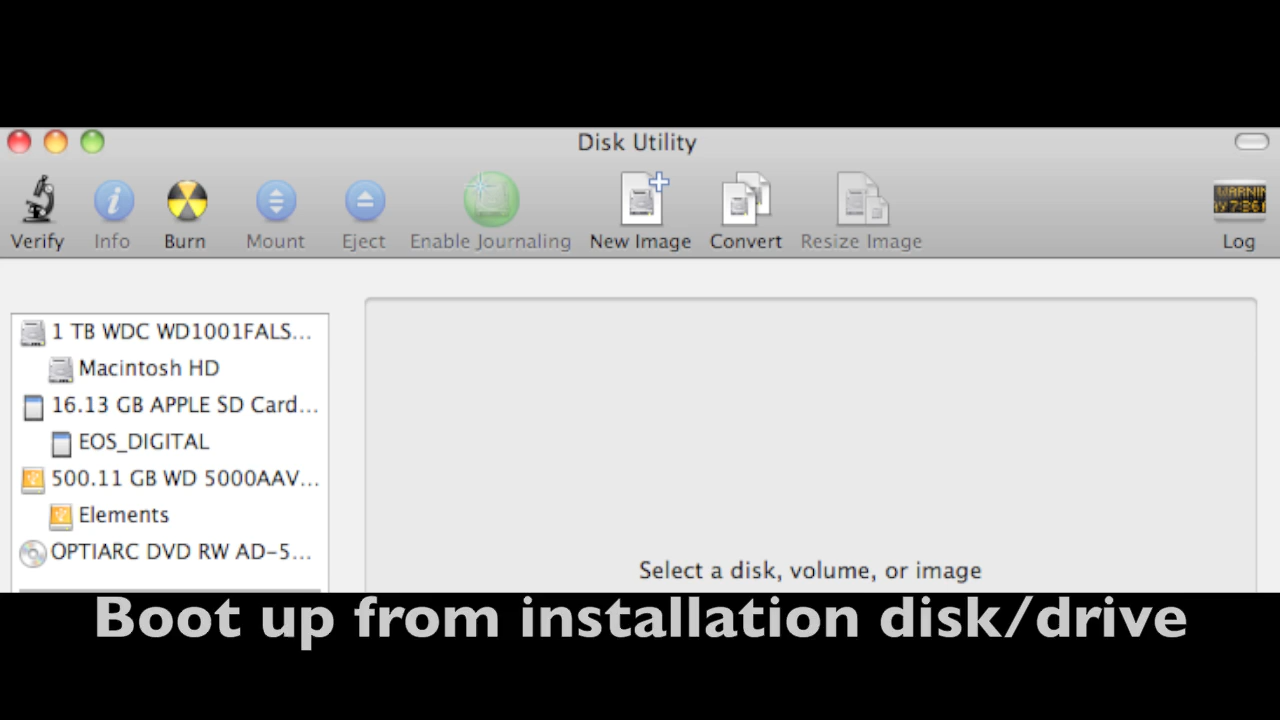 Disk Utility
Verify Info Burn Mount Eject Enable Journaling New Image Convert Resize Image Log
1 TB WDC WD1001FALS...
Macintosh HD
16.13 GB APPLE SD Card...
EOS_DIGITAL
500.11 GB WD 5000AAV...
Elements
OPTIARC DVD RW AD-5...
Select a disk, volume, or image
Boot up from installation disk/drive